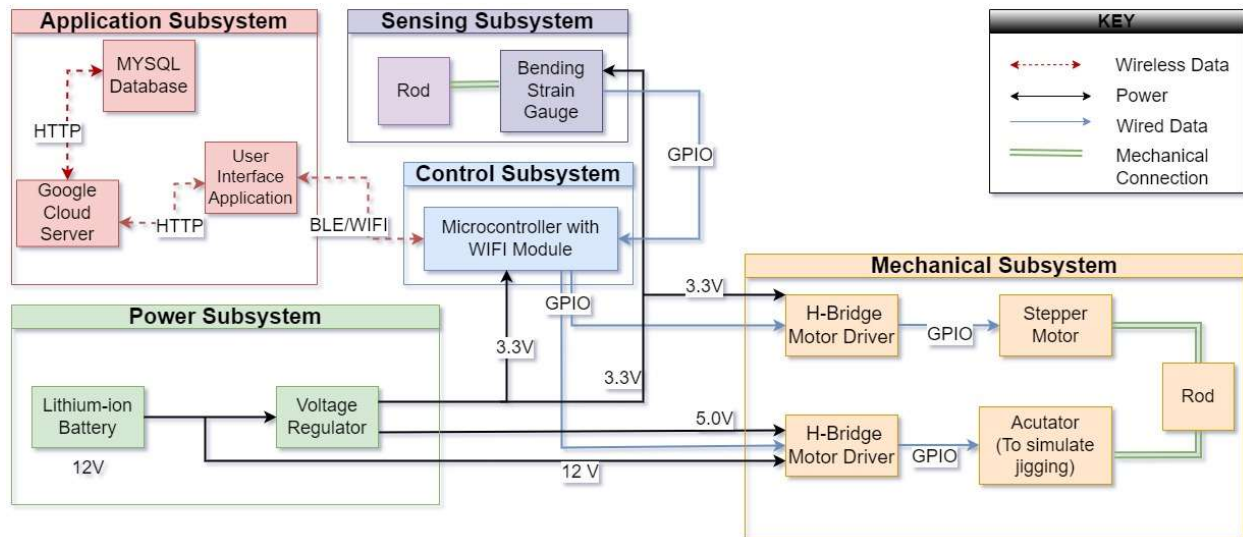 Application Subsystem
MYSQL
Database
HTTP
Google
Cloud
Server
HTTP
User
Interface
Application
BLE/WIFI
Sensing Subsystem
Rod
Bending
Strain
Gauge
GPIO
Control Subsystem
Microcontroller with
WIFI Module
GPIO
KEY
Wireless Data
Power
Wired Data
Mechanical
Connection
Power Subsystem
Lithium-ion
Battery
12V
Voltage
Regulator
3.3V
3.3V
3.3V
5.0V
12 V
Mechanical Subsystem
H-Bridge
Motor Driver
GPIO
Stepper
Motor
Rod
H-Bridge
Motor Driver
GPIO
Acutator
(To simulate
jigging)